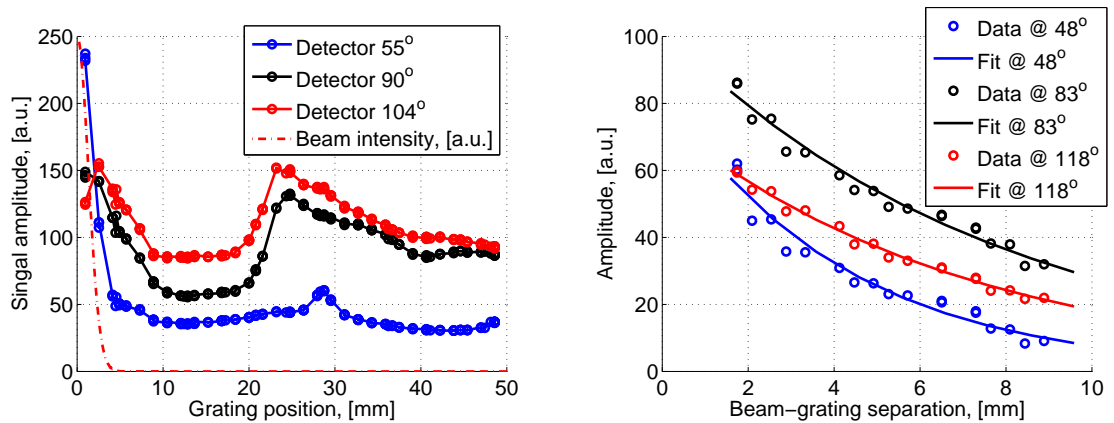 250
200
150
100
50
0
0 10 20 30 40 50
Singal amplitude, [a.u.]
Grating position, [mm]
Detector 55°
Detector 90°
Detector 104°
Beam intensity, [a.u.]
100
80
60
40
20
0
0 2 4 6 8 10
Amplitude, [a.u.]
Beam−grating separation, [mm]
Data @ 48°
Fit @ 48°
Data @ 83°
Fit @ 83°
Data @ 118°
Fit @ 118°